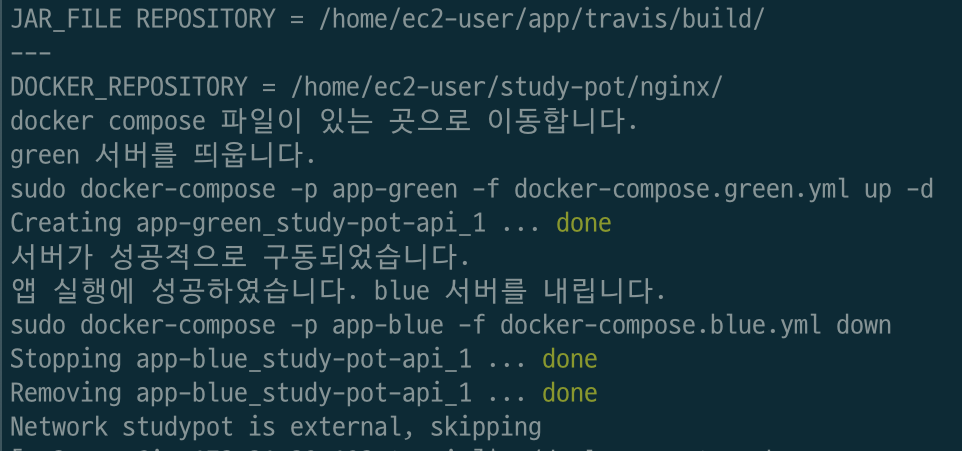 JAR_FILE REPOSITORY = /home/ec2-user/app/travis/build/
---
DOCKER_REPOSITORY = /home/ec2-user/study-pot/nginx/
docker compose 파일이 있는 곳으로 이동합니다.
green 서버를 띄웁니다.
sudo docker-compose -p app-green -f docker-compose.green.yml up -d
Creating app-green_study-pot-api_1 ... done
서버가 성공적으로 구동되었습니다.
앱 실행에 성공하였습니다. blue 서버를 내립니다.
sudo docker-compose -p app-blue -f docker-compose.blue.yml down
Stopping app-blue_study-pot-api_1 ... done
Removing app-blue_study-pot-api_1 ... done
Network studypot is external, skipping